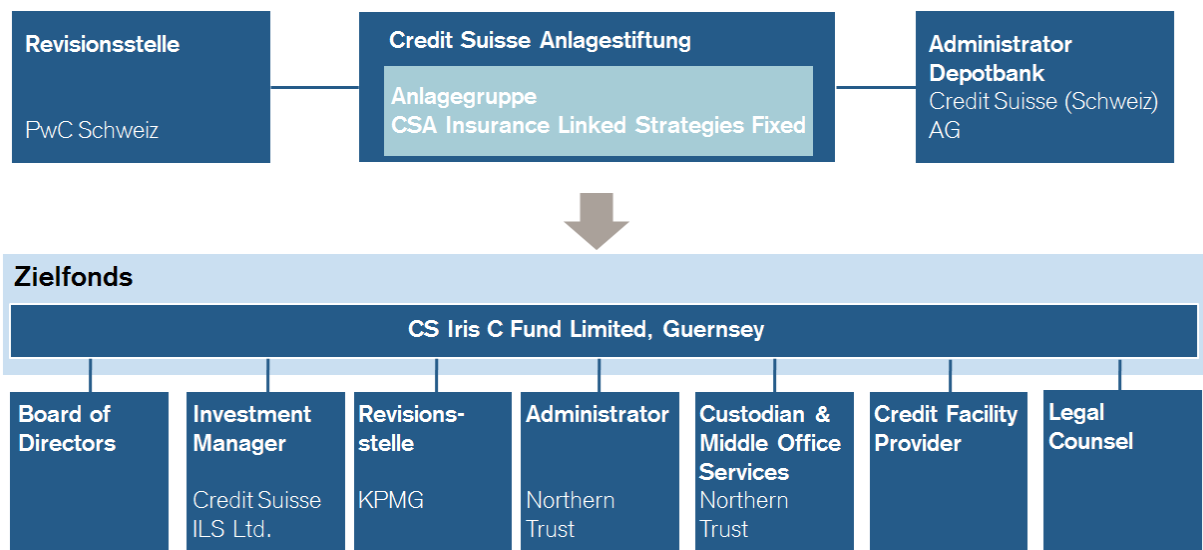 Revisionsstelle
PwC Schweiz
Credit Suisse Anlagestiftung
Anlagegruppe
CSA Insurance Linked Strategies Fixed
Administrator
Depotbank
Credit Suisse (Schweiz)
AG
Zielfonds
CS Iris C Fund Limited, Guernsey
Board of
Directors
Investment
Manager
Credit Suisse
ILS Ltd.
Revisions-
stelle
KPMG
Administrator
Northern
Trust
Custodian &
Middle Office
Services
Northern
Trust
Credit Facility
Provider
Legal
Counsel